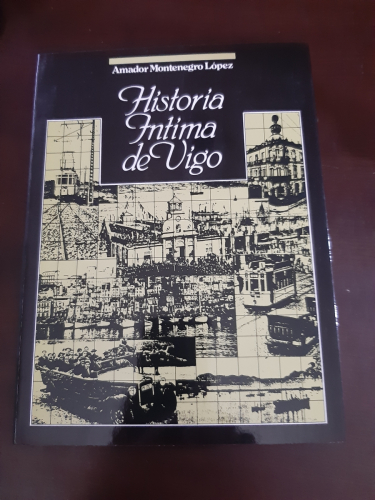 Amador Montenegro López
Historia
Intima
de Vigo